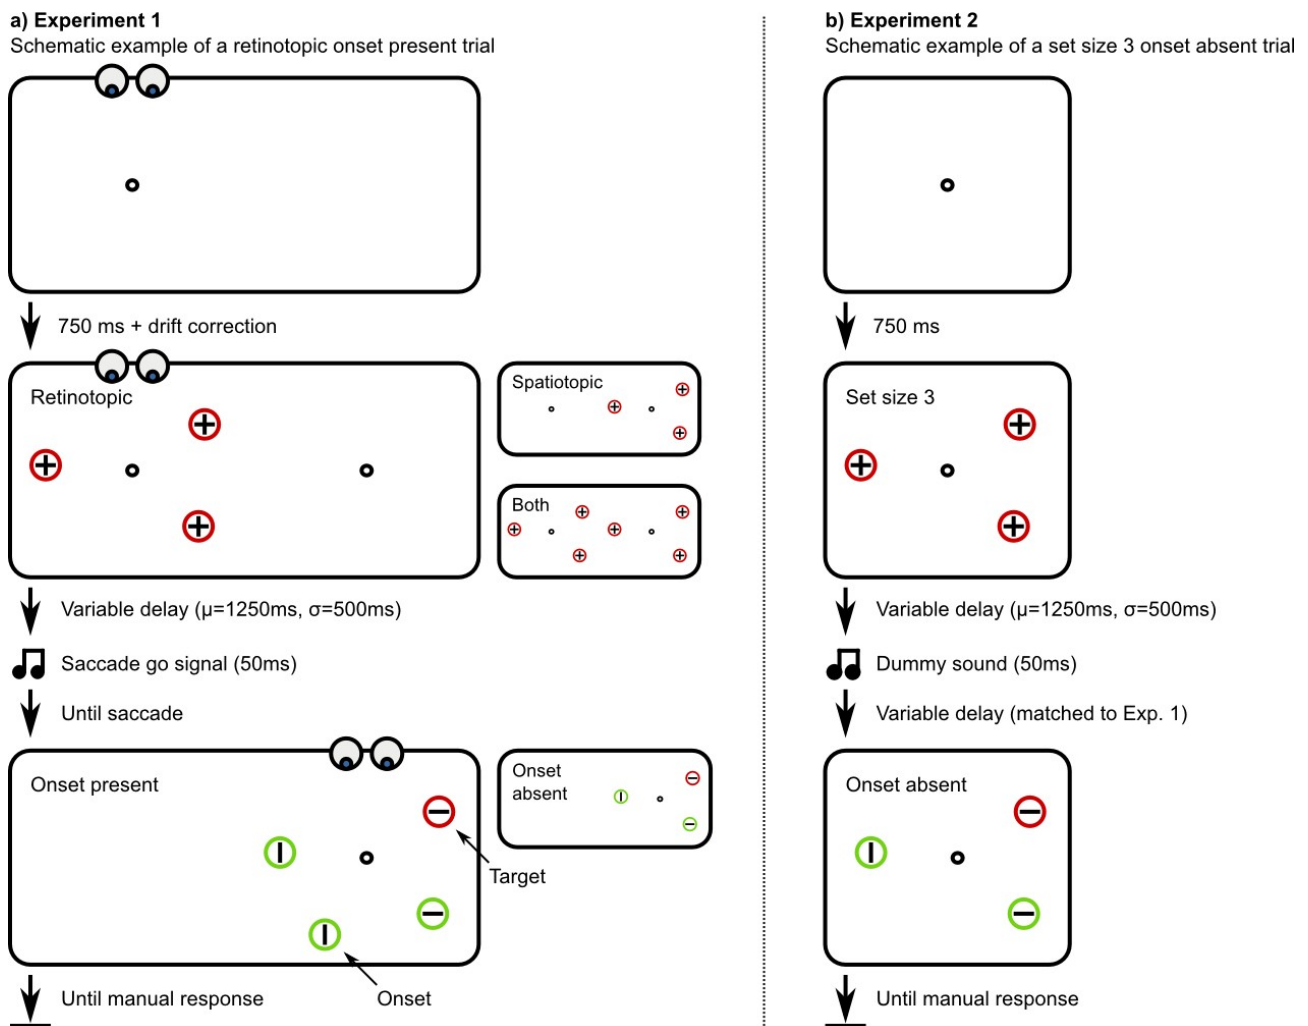 a) Experiment 1
Schematic example of a retinotopic onset present trial
750 ms + drift correction
Retinotopic
Spatiotopic
Both
Variable delay (μ=1250ms, σ=500ms)
Saccade go signal (50ms)
Until saccade
Onset present
Onset
absent
Target
Onset
Until manual response
b) Experiment 2
Schematic example of a set size 3 onset absent trial
750 ms
Set size 3
Variable delay (μ=1250ms, σ=500ms)
Dummy sound (50ms)
Variable delay (matched to Exp. 1)
Onset absent
Until manual response